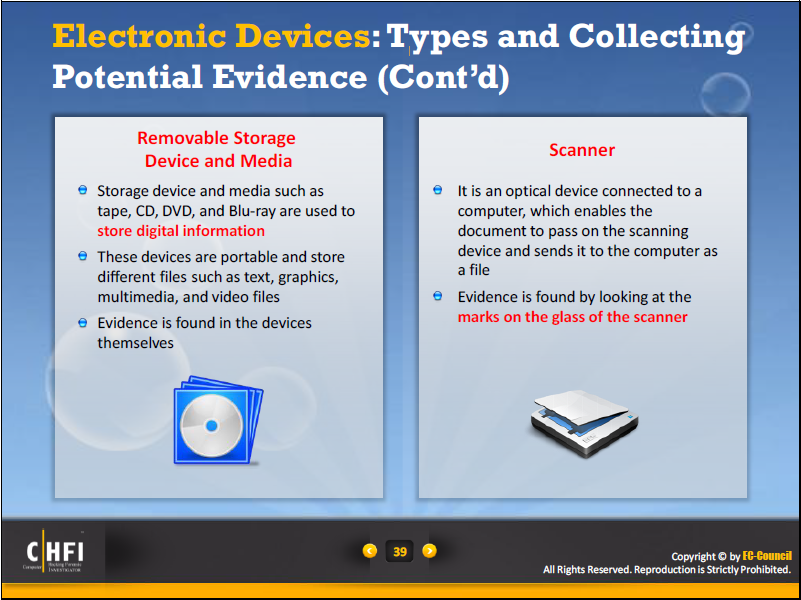 Electronic Devices: Types and Collecting
Potential Evidence (Cont’d)
Removable Storage
Device and Media
Storage device and media such as
tape, CD, DVD, and Blu-ray are used to
store digital information
These devices are portable and store
different files such as text, graphics,
multimedia, and video files
Evidence is found in the devices
themselves
Scanner
It is an optical device connected to a
computer, which enables the
document to pass on the scanning
device and sends it to the computer as
a file
Evidence is found by looking at the
marks on the glass of the scanner
CHFI
Computer Hacking Forensic
INVESTIGATOR
39
Copyright © by EC-Council
All Rights Reserved. Reproduction is Strictly Prohibited.